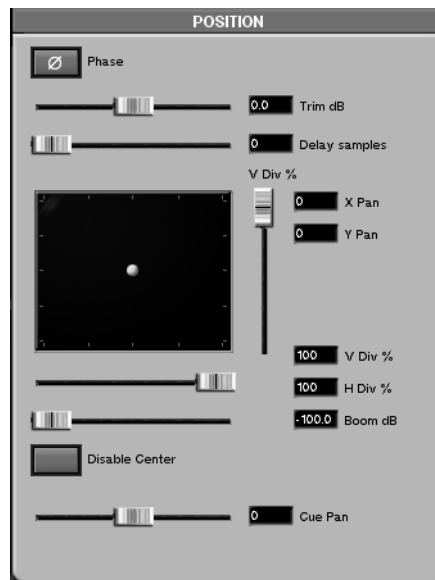 POSITION
Ø Phase
0.0 Trim dB
0 Delay samples
V Div %
0 X Pan
0 Y Pan
100 V Div %
100 H Div %
-100.0 Boom dB
Disable Center
0 Cue Pan